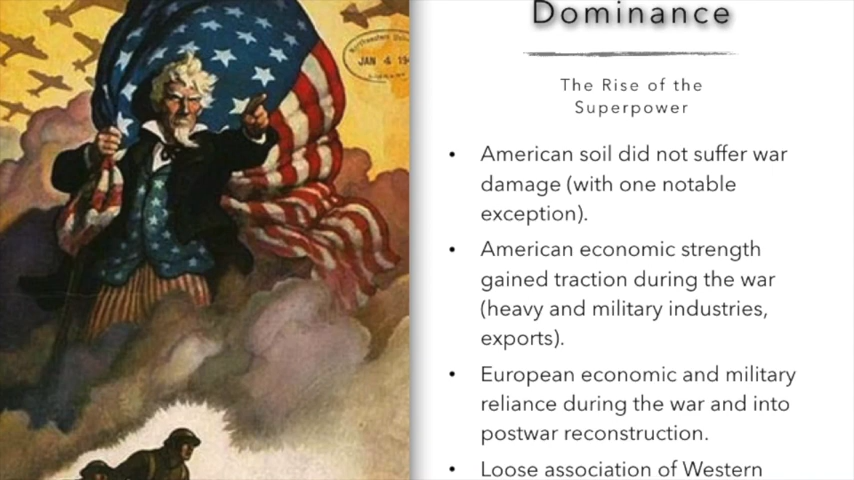 Dominance
The Rise of the
Superpower
• American soil did not suffer war
damage (with one notable
exception).
• American economic strength
gained traction during the war
(heavy and military industries,
exports).
• European economic and military
reliance during the war and into
postwar reconstruction.
• Loose association of Western
JAN 4